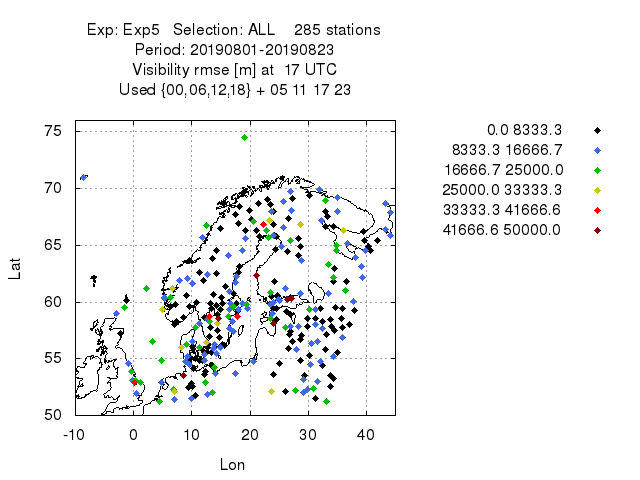 Exp: Exp5 Selection: ALL 285 stations
Period: 20190801-20190823
Visibility rmse [m] at 17 UTC
Used {00,06,12,18} + 05 11 17 23
0.0 8333.3
8333.3 16666.7
16666.7 25000.0
25000.0 33333.3
33333.3 41666.6
41666.6 50000.0
75
70
65
60
55
50
Lat
-10 0 10 20 30 40
Lon